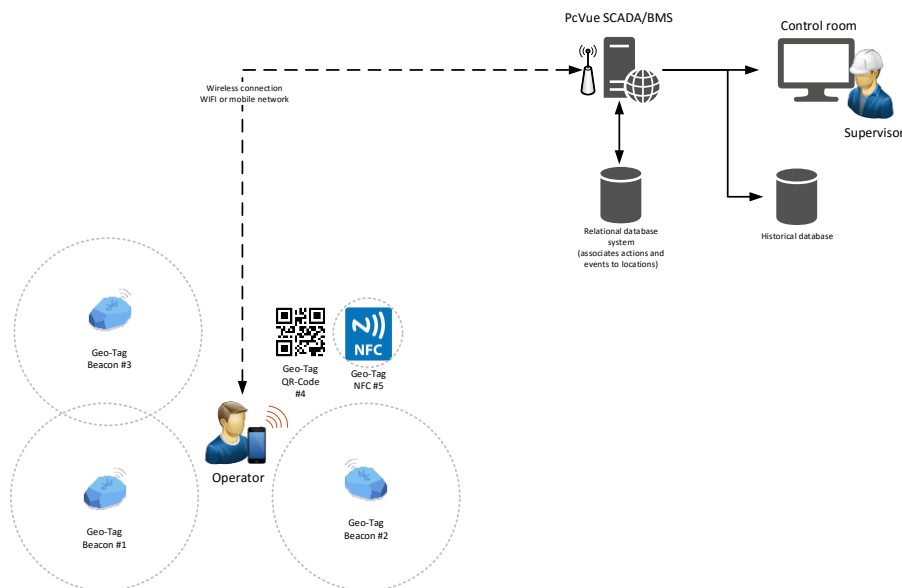 PcVue SCADA/BMS
Control room
Wireless connection
WIFI or mobile network
Supervisor
Relational database
system
(associates actions and
events to locations)
Historical database
Geo-Tag
Beacon #3
Geo-Tag
QR-Code
#4
NFC
Geo-Tag
NFC #5
Operator
Geo-Tag
Beacon #1
Geo-Tag
Beacon #2